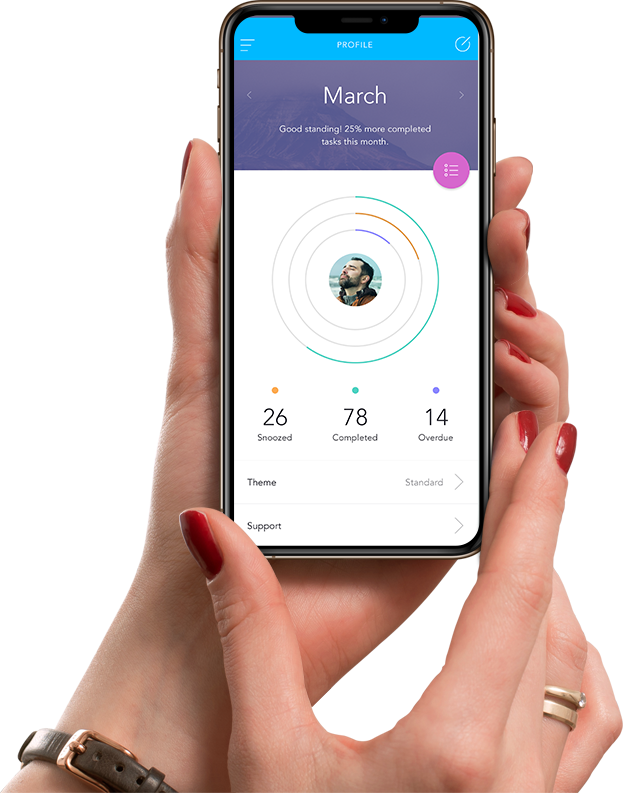 PROFILE
March
Good standing! 25% more completed
tasks this month.
26 78 14
Snoozed Completed Overdue
Theme Standard
Support